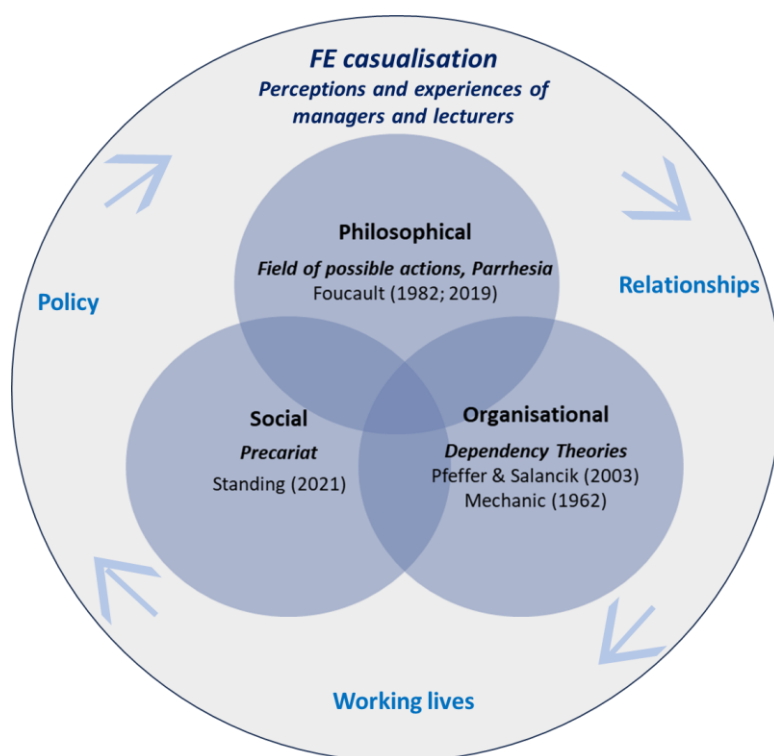 FE casualisation
Perceptions and experiences of
managers and lecturers
Philosophical
Field of possible actions, Parrhesia
Foucault (1982; 2019)
Policy
Relationships
Social
Precariat
Standing (2021)
Organisational
Dependency Theories
Pfeffer & Salancik (2003)
Mechanic (1962)
Working lives